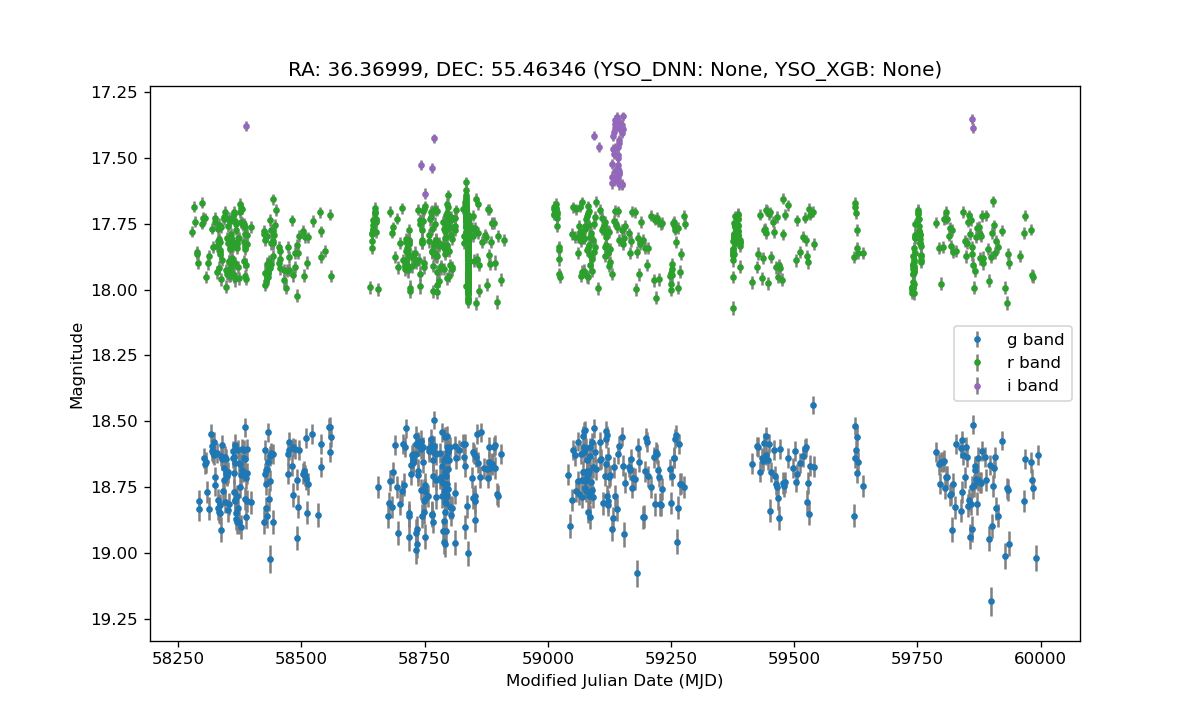 RA: 36.36999, DEC: 55.46346 (YSO_DNN: None, YSO_XGB: None)
17.25
17.50
17.75
18.00
18.25
18.50
18.75
19.00
19.25
Magnitude
g band
r band
i band
58250
58500
58750
59000
59250
59500
59750
60000
Modified Julian Date (MJD)